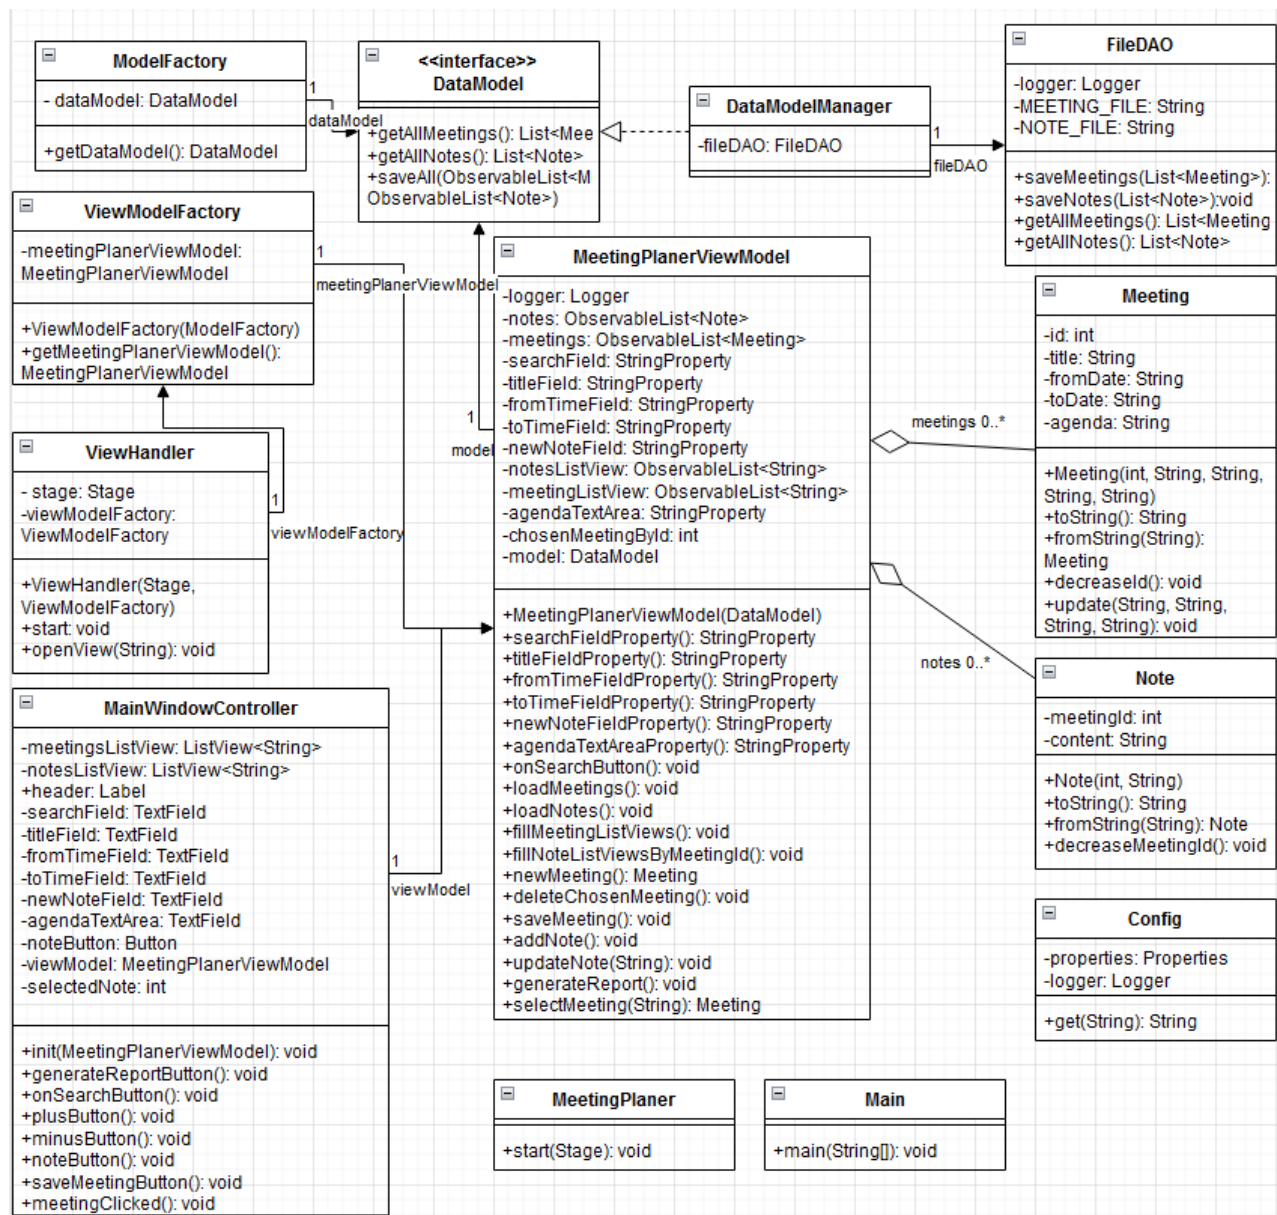 ModelFactory
- dataModel: DataModel
+getDataModel(): DataModel
1
dataModel
<<interface>>
DataModel
+getAllMeetings(): List<Mee
+getAllNotes(): List<Note>
+saveAll(ObservableList<M
ObservableList<Note>)
DataModelManager
-fileDAO: FileDAO
1
fileDAO
FileDAO
-logger: Logger
-MEETING_FILE: String
-NOTE_FILE: String
+saveMeetings(List<Meeting>):
+saveNotes(List<Note>):void
+getAllMeetings(): List<Meeting
+getAllNotes(): List<Note>
ViewModelFactory
-meetingPlanerViewModel:
MeetingPlanerViewModel
+ViewModelFactory(ModelFactory)
+getMeetingPlanerViewModel():
MeetingPlanerViewModel
1
meetingPlanerViewModel
ViewHandler
- stage: Stage
-viewModelFactory:
ViewModelFactory
+ViewHandler(Stage,
ViewModelFactory)
+start: void
+openView(String): void
1
viewModelFactory
MainWindowController
-meetingsListView: ListView<String>
-notesListView: ListView<String>
+header: Label
-searchField: TextField
-titleField: TextField
-fromTimeField: TextField
-toTimeField: TextField
-newNoteField: TextField
-agendaTextArea: TextField
-noteButton: Button
-viewModel: MeetingPlanerViewModel
-selectedNote: int
+init(MeetingPlanerViewModel): void
+generateReportButton(): void
+onSearchButton(): void
+plusButton(): void
+minusButton(): void
+noteButton(): void
+saveMeetingButton(): void
+meetingClicked(): void
1
viewModel
1
model
MeetingPlanerViewModel
-logger: Logger
-notes: ObservableList<Note>
-meetings: ObservableList<Meeting>
-searchField: StringProperty
-titleField: StringProperty
-fromTimeField: StringProperty
-toTimeField: StringProperty
-newNoteField: StringProperty
-notesListView: ObservableList<String>
-meetingListView: ObservableList<String>
-agendaTextArea: StringProperty
-chosenMeetingById: int
-model: DataModel
+MeetingPlanerViewModel(DataModel)
+searchFieldProperty(): StringProperty
+titleFieldProperty(): StringProperty
+fromTimeFieldProperty(): StringProperty
+toTimeFieldProperty(): StringProperty
+newNoteFieldProperty(): StringProperty
+agendaTextAreaProperty(): StringProperty
+onSearchButton(): void
+loadMeetings(): void
+loadNotes(): void
+fillMeetingListViews(): void
+fillNoteListViewsByMeetingId(): void
+newMeeting(): Meeting
+deleteChosenMeeting(): void
+saveMeeting(): void
+addNote(): void
+updateNote(String): void
+generateReport(): void
+selectMeeting(String): Meeting
meetings 0..*
notes 0..*
Meeting
-id: int
-title: String
-fromDate: String
-toDate: String
-agenda: String
+Meeting(int, String, String,
String, String)
+toString(): String
+fromString(String):
Meeting
+decreaseId(): void
+update(String, String,
String, String): void
Note
-meetingId: int
-content: String
+Note(int, String)
+toString(): String
+fromString(String): Note
+decreaseMeetingId(): void
Config
-properties: Properties
-logger: Logger
+get(String): String
MeetingPlaner
+start(Stage): void
Main
+main(String[]): void